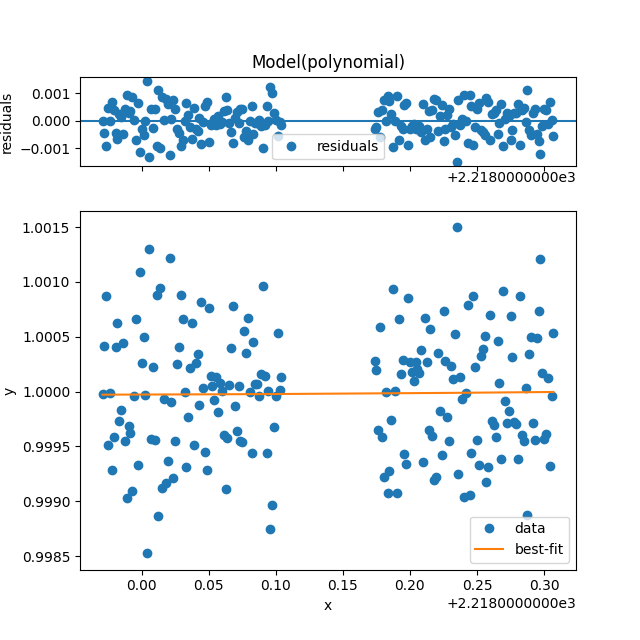 Model(polynomial)
residuals
0.001
0.000
−0.001
residuals
+2.2180000000e3
y
1.0015
1.0010
1.0005
1.0000
0.9995
0.9990
0.9985
data
best-fit
0.00 0.05 0.10 0.15 0.20 0.25 0.30
x
+2.2180000000e3